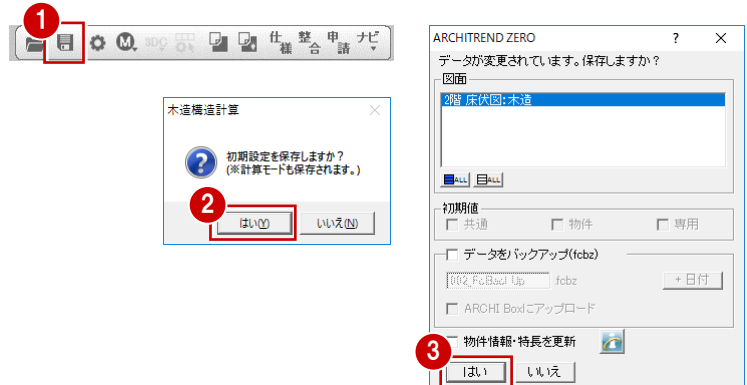 1
M
3DC
仕様
整合
申請
ナビ
木造構造計算
初期設定を保存しますか？
(※計算モードも保存されます。)
2
はい(Y)
いいえ(N)
ARCHITREND ZERO
データが変更されています。保存しますか？
図面
2階 床伏図:木造
ALL ALL
初期値
共通 物件 専用
データをバックアップ(fcbz)
.fcbz +日付
ARCHI Boxにアップロード
物件情報・特長を更新
3
はい いいえ